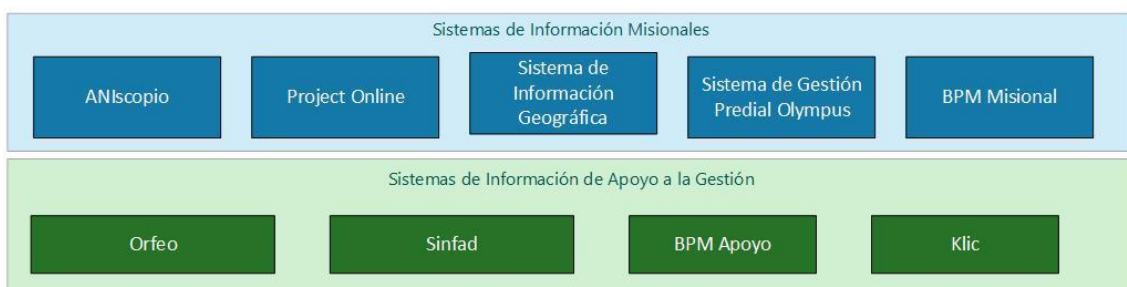 Sistemas de Información Misionales
ANIscopio
Project Online
Sistema de
Información
Geográfica
Sistema de Gestión
Predial Olympus
BPM Misional
Sistemas de Información de Apoyo a la Gestión
Orfeo
Sinfad
BPM Apoyo
Klic